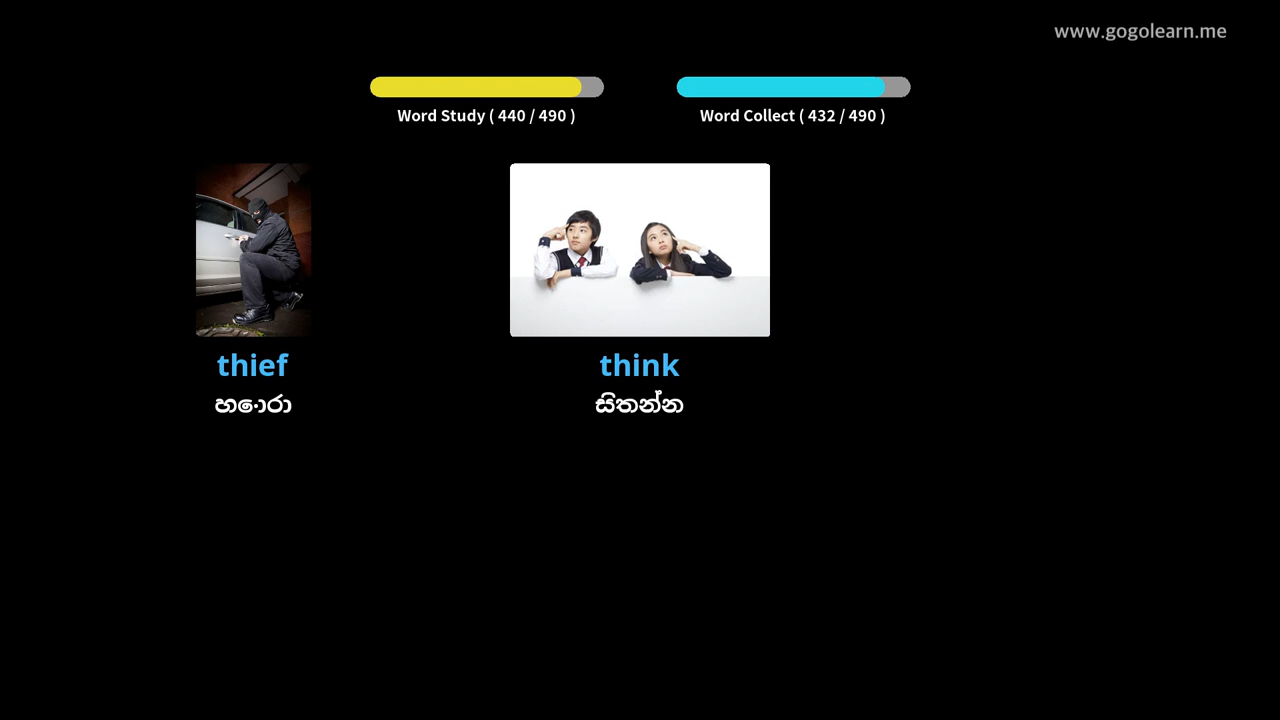 www.gogolearn.me
Word Study ( 440 / 490 )
Word Collect ( 432 / 490 )
thief
think
හොරා
සිතන්න